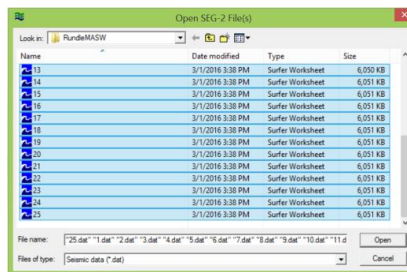 Open SEG-2 File(s)
Look in: RundleMASW
Name Date modified Type Size
13 3/1/2016 3:38 PM Surfer Worksheet 6,050 KB
14 3/1/2016 3:38 PM Surfer Worksheet 6,051 KB
15 3/1/2016 3:38 PM Surfer Worksheet 6,051 KB
16 3/1/2016 3:38 PM Surfer Worksheet 6,051 KB
17 3/1/2016 3:38 PM Surfer Worksheet 6,051 KB
18 3/1/2016 3:38 PM Surfer Worksheet 6,051 KB
19 3/1/2016 3:38 PM Surfer Worksheet 6,051 KB
20 3/1/2016 3:38 PM Surfer Worksheet 6,051 KB
21 3/1/2016 3:38 PM Surfer Worksheet 6,051 KB
22 3/1/2016 3:38 PM Surfer Worksheet 6,051 KB
23 3/1/2016 3:38 PM Surfer Worksheet 6,051 KB
24 3/1/2016 3:38 PM Surfer Worksheet 6,051 KB
25 3/1/2016 3:38 PM Surfer Worksheet 6,051 KB
File name: "25.dat" "1.dat" "2.dat" "3.dat" "4.dat" "5.dat" "6.dat" "7.dat" "8.dat" "9.dat" "10.dat" "11.d Open
Files of type: Seismic data (*.dat) Cancel